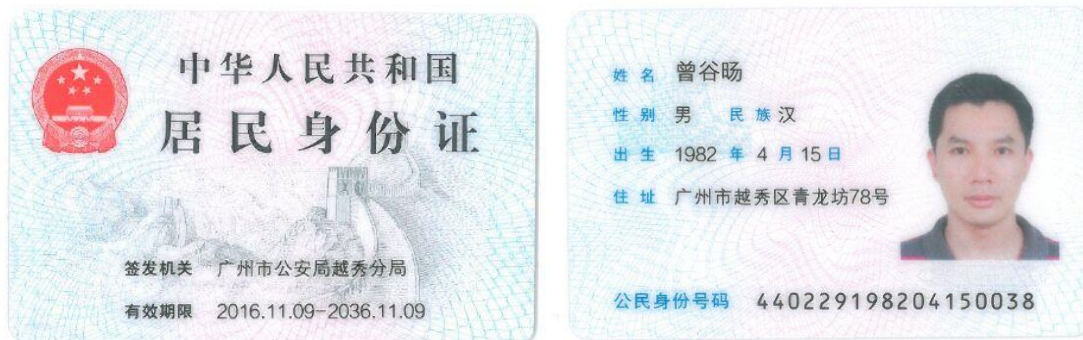 中华人民共和国
居民身份证
签发机关 广州市公安局越秀分局
有效期限 2016.11.09-2036.11.09
姓名 曾谷旸
性别 男 民族 汉
出生 1982 年 4 月 15 日
住址 广州市越秀区青龙坊78号
公民身份号码 440229198204150038